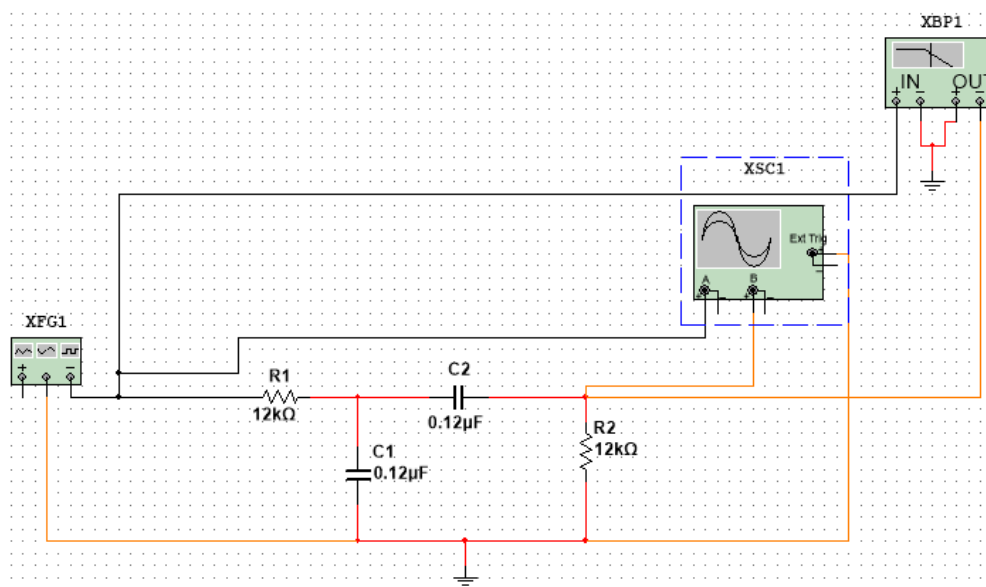 XBP1
IN OUT
+ - + -
XSC1
Ext Trig
+
-
A B
+ - + -
XFG1
+ -
R1
12kΩ
C2
0.12µF
C1
0.12µF
R2
12kΩ